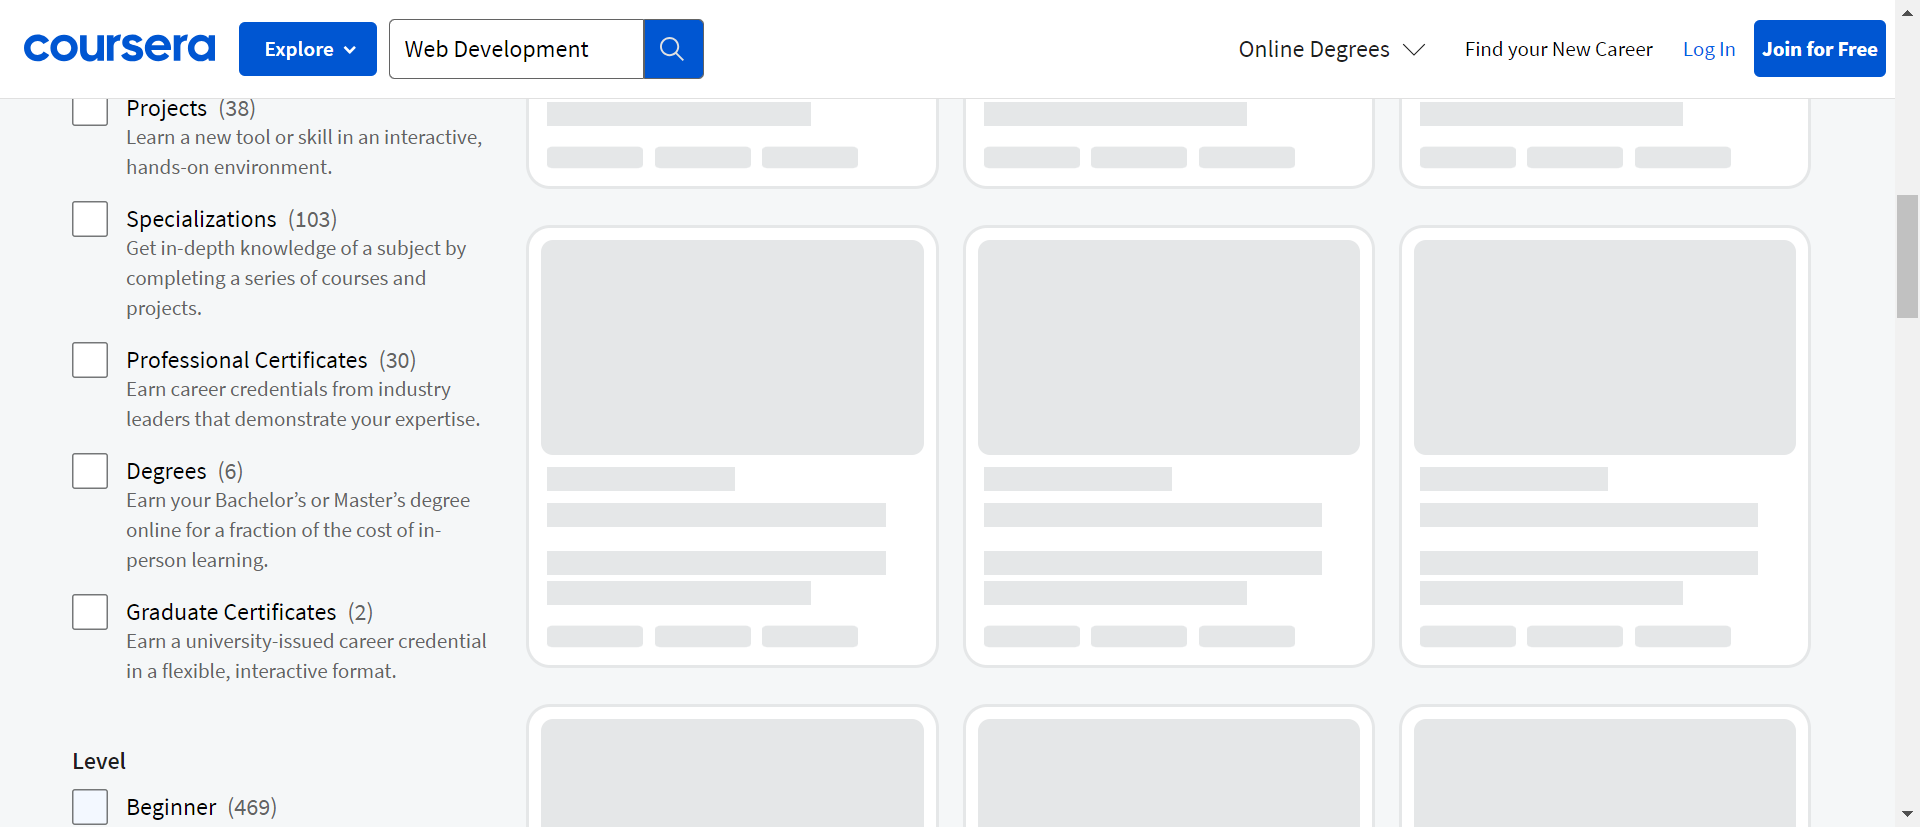 coursera
Explore
Web Development
Online Degrees
Find your New Career
Log In
Join for Free
Projects (38)
Learn a new tool or skill in an interactive,
hands-on environment.
Specializations (103)
Get in-depth knowledge of a subject by
completing a series of courses and
projects.
Professional Certificates (30)
Earn career credentials from industry
leaders that demonstrate your expertise.
Degrees (6)
Earn your Bachelor’s or Master’s degree
online for a fraction of the cost of in-
person learning.
Graduate Certificates (2)
Earn a university-issued career credential
in a flexible, interactive format.
Level
Beginner (469)